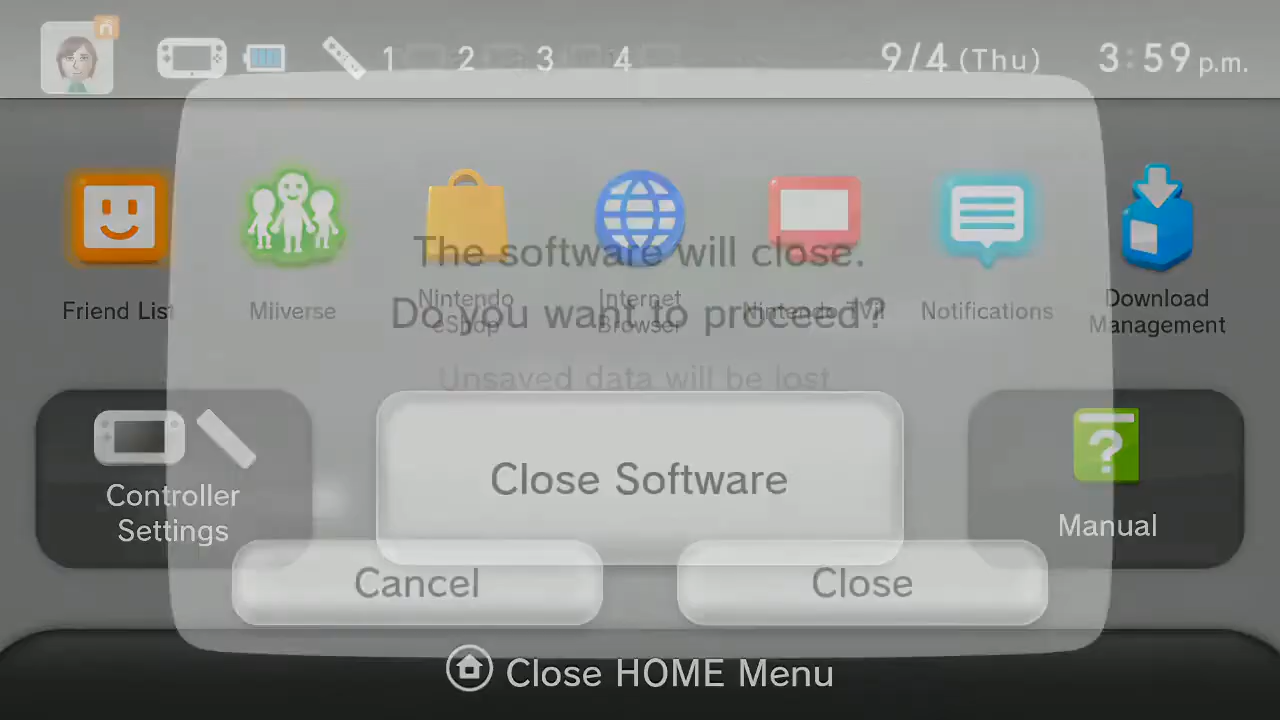 1 2 3 4 9/4 (Thu) 3:59 p.m.
Friend List
Miiverse
Nintendo
eShop
Internet
Browser
Nintendo TVii
Notifications
Download
Management
The software will close.
Do you want to proceed?
Unsaved data will be lost
Controller
Settings
Close Software
Manual
Cancel
Close
Close HOME Menu